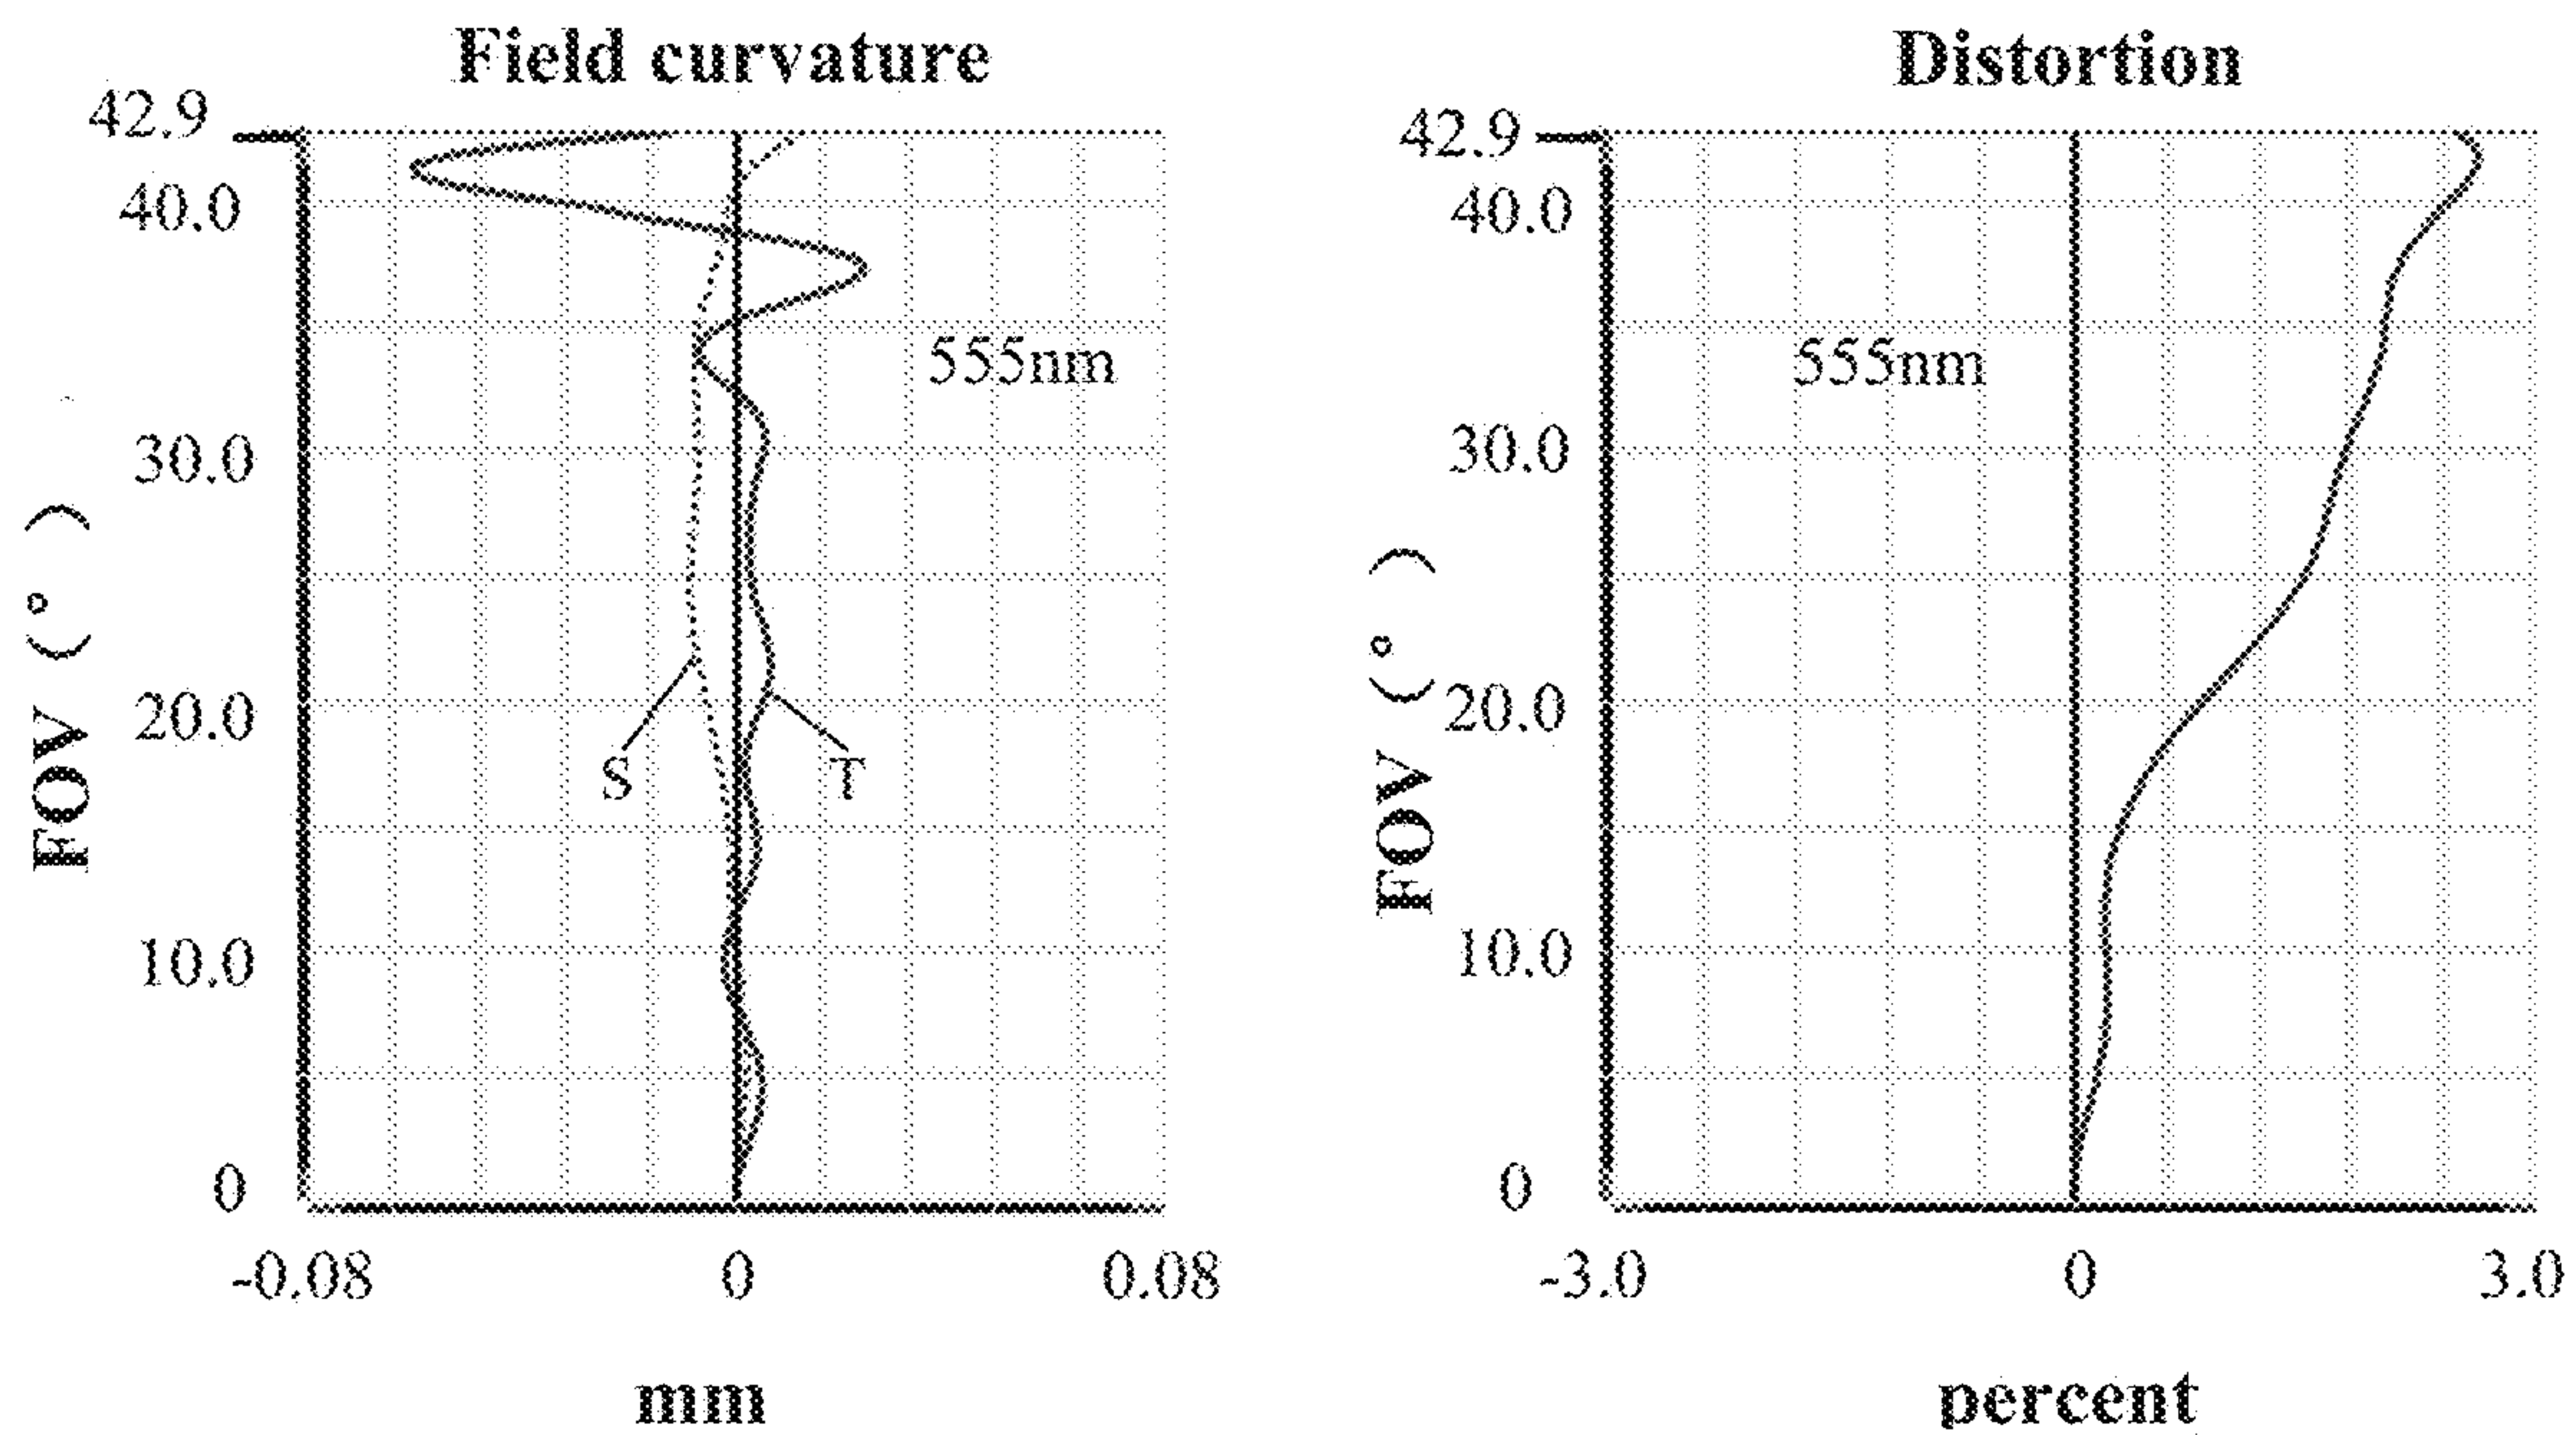 Field curvature
42.9
40.0
30.0
20.0
10.0
0
FOV (°)
555nm
S
T
-0.08
0
0.08
mm
Distortion
42.9
40.0
30.0
20.0
10.0
0
FOV (°)
555nm
-3.0
0
3.0
percent